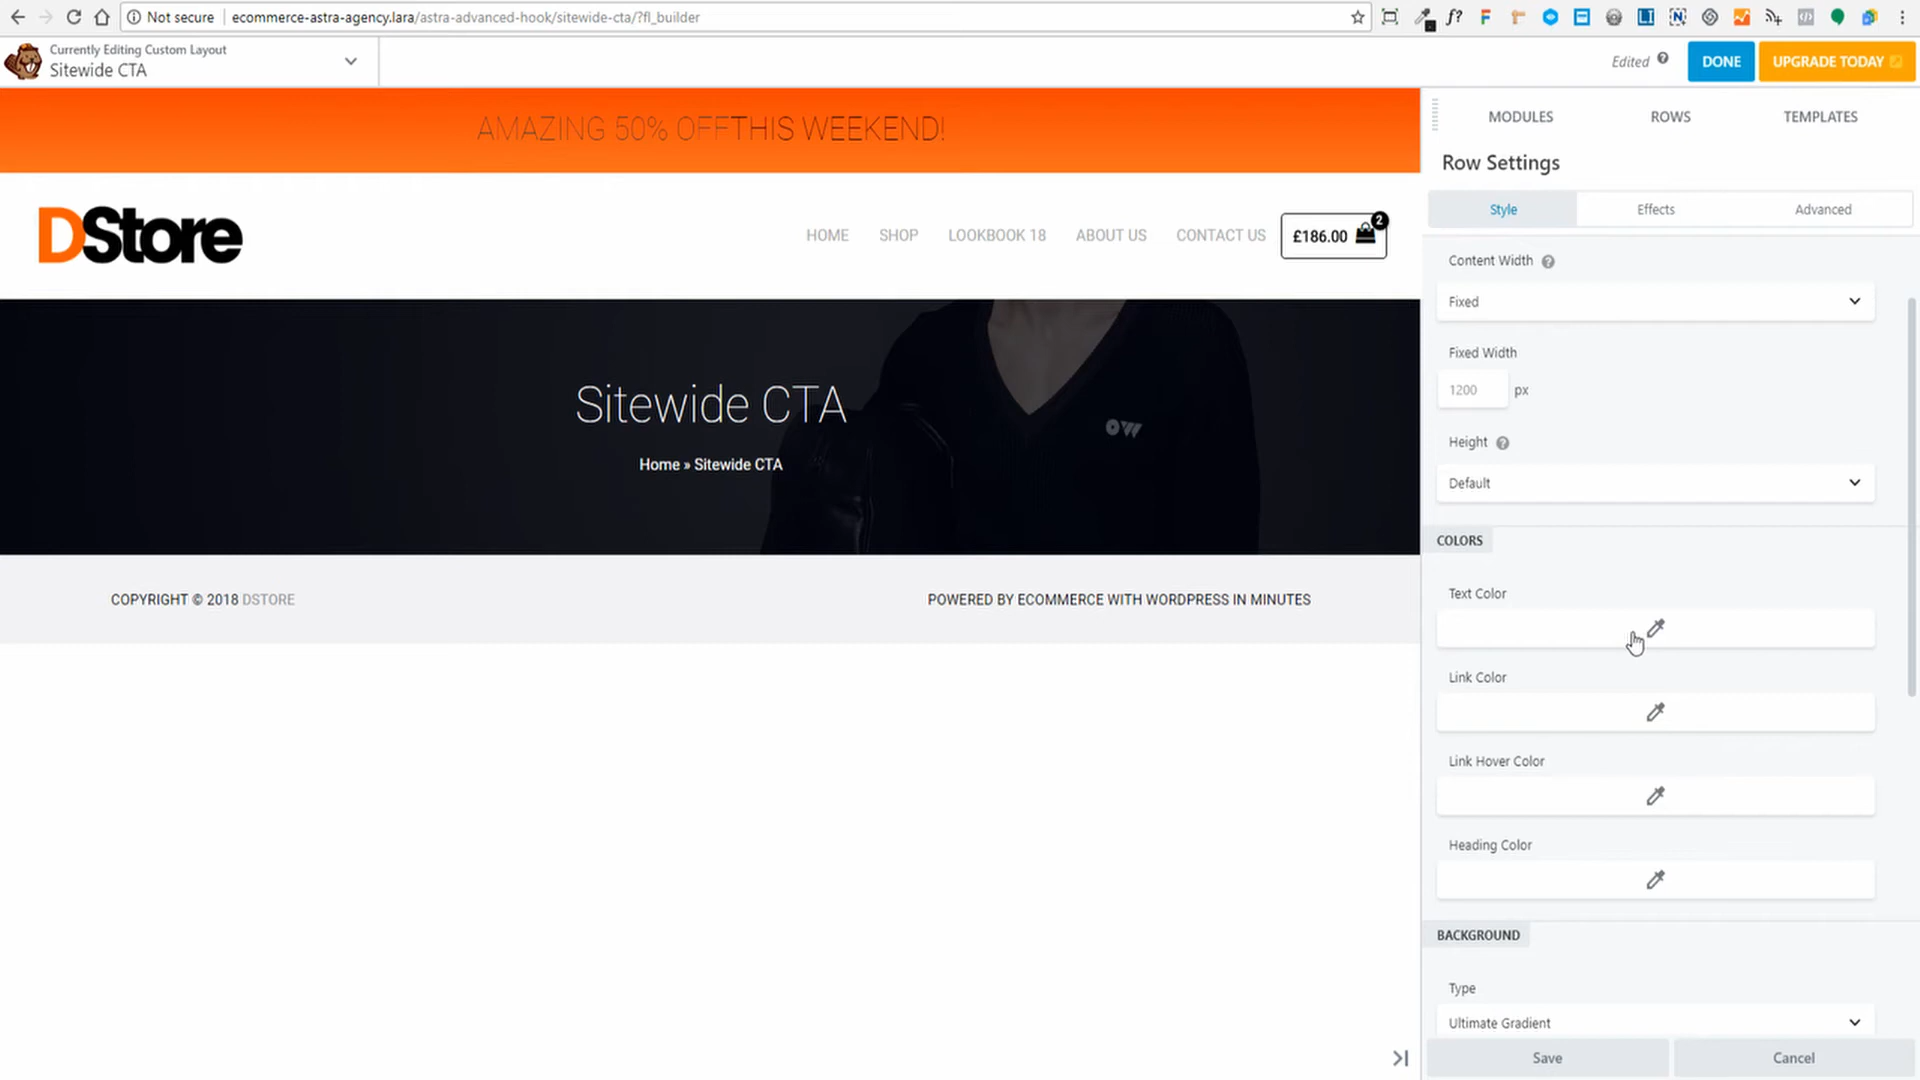 Not secure
ecommerce-astra-agency.lara/astra-advanced-hook/sitewide-cta/?fl_builder
Currently Editing Custom Layout
Sitewide CTA
Edited
DONE
UPGRADE TODAY
AMAZING 50% OFFTHIS WEEKEND!
DStore
HOME
SHOP
LOOKBOOK 18
ABOUT US
CONTACT US
£186.00
2
Sitewide CTA
Home » Sitewide CTA
COPYRIGHT © 2018 DSTORE
POWERED BY ECOMMERCE WITH WORDPRESS IN MINUTES
MODULES
ROWS
TEMPLATES
Row Settings
Style
Effects
Advanced
Content Width
Fixed
Fixed Width
1200 px
Height
Default
COLORS
Text Color
Link Color
Link Hover Color
Heading Color
BACKGROUND
Type
Ultimate Gradient
Save
Cancel